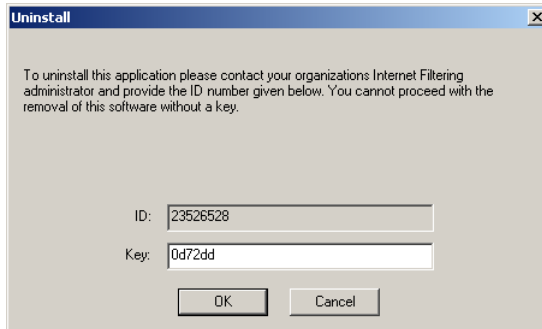 Uninstall
To uninstall this application please contact your organizations Internet Filtering
administrator and provide the ID number given below. You cannot proceed with the
removal of this software without a key.
ID: 23526528
Key: 0d72dd
OK Cancel